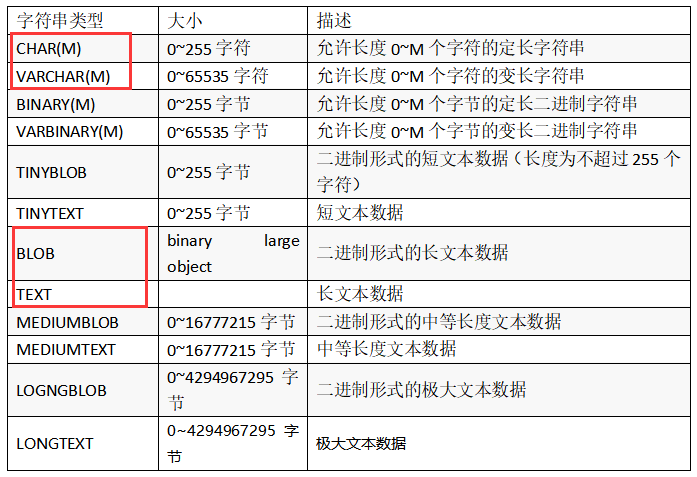 字符串类型 大小 描述
CHAR(M) 0~255字符 允许长度 0~M 个字符的定长字符串
VARCHAR(M) 0~65535 字符 允许长度 0~M 个字符的变长字符串
BINARY(M) 0~255字节 允许长度 0~M 个字节的定长二进制字符串
VARBINARY(M) 0~65535 字节 允许长度 0~M 个字节的变长二进制字符串
TINYBLOB 0~255字节 二进制形式的短文本数据（长度为不超过 255 个
字符）
TINYTEXT 0~255 字节 短文本数据
BLOB binary large
object 二进制形式的长文本数据
TEXT 长文本数据
MEDIUMBLOB 0~16777215 字节 二进制形式的中等长度文本数据
MEDIUMTEXT 0~16777215 字节 中等长度文本数据
LOGNGBLOB 0~4294967295 字
节 二进制形式的极大文本数据
LONGTEXT 0~4294967295 字
节 极大文本数据